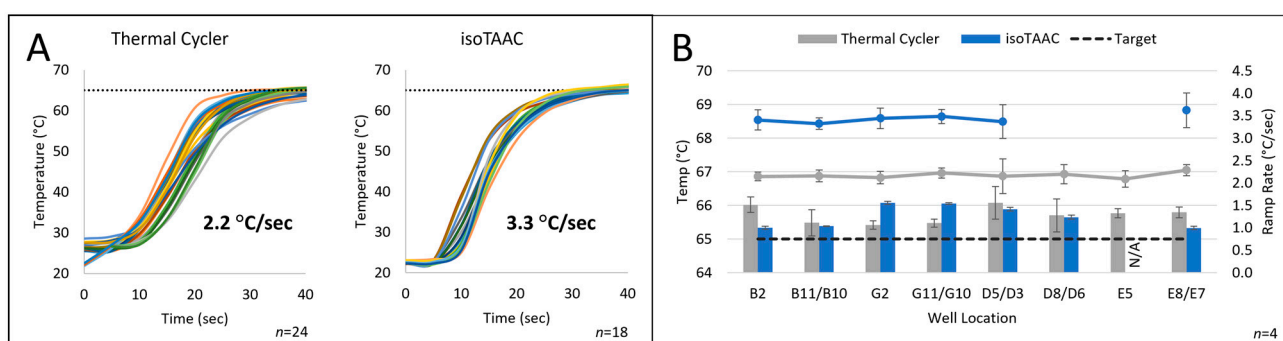 A
Thermal Cycler
Temperature (°C)
70
60
50
40
30
20
2.2 °C/sec
0
10
20
30
40
Time (sec)
n=24
isoTAAC
Temperature (°C)
70
60
50
40
30
20
3.3 °C/sec
0
10
20
30
40
Time (sec)
n=18
B
Thermal Cycler
isoTAAC
Target
Temp (°C)
70
69
68
67
66
65
64
4.5
4.0
3.5
3.0
2.5
2.0
1.5
1.0
0.5
0.0
Ramp Rate (°C/sec)
N/A
B2
B11/B10
G2
G11/G10
D5/D3
D8/D6
E5
E8/E7
Well Location
n=4